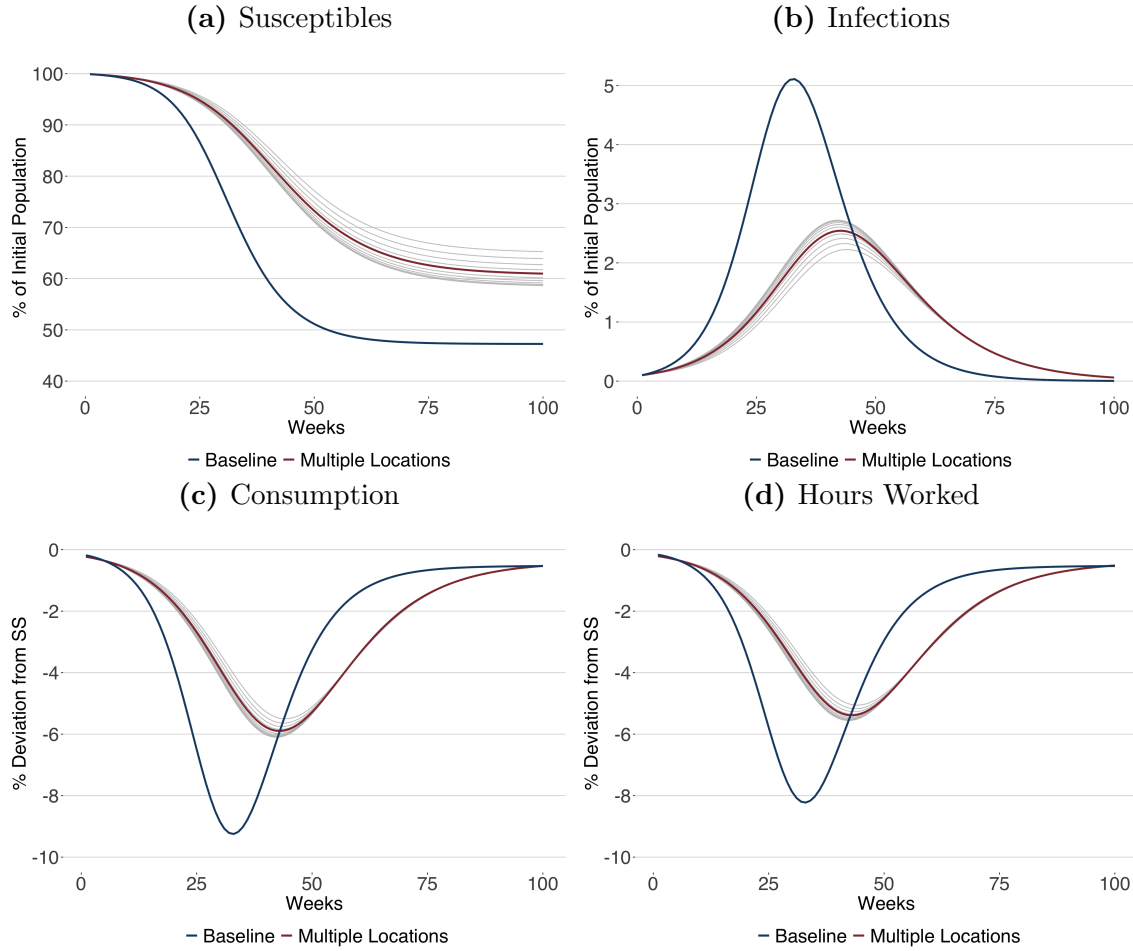 (a) Susceptibles
% of Initial Population
100
90
80
70
60
50
40
0 25 50 75 100
Weeks
Baseline Multiple Locations
(b) Infections
% of Initial Population
5
4
3
2
1
0
0 25 50 75 100
Weeks
Baseline Multiple Locations
(c) Consumption
% Deviation from SS
0
-2
-4
-6
-8
-10
0 25 50 75 100
Weeks
Baseline Multiple Locations
(d) Hours Worked
% Deviation from SS
0
-2
-4
-6
-8
-10
0 25 50 75 100
Weeks
Baseline Multiple Locations